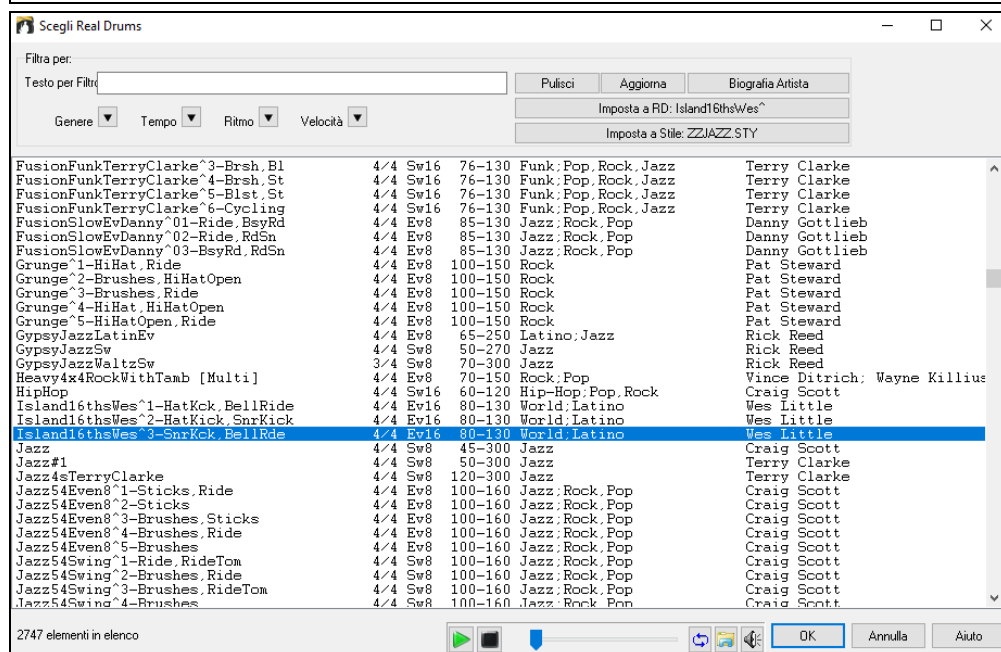 Scegli Real Drums
Filtra per:
Testo per Filtro
Pulisci Aggiorna Biografia Artista
Genere Tempo Ritmo Velocità
Imposta a RD: Island16thsWes^
Imposta a Stile: ZZJAZZ.STY
FusionFunkTerryClarke^3-Brsh,Bl 4/4 Sw16 76-130 Funk;Pop,Rock,Jazz Terry Clarke
FusionFunkTerryClarke^4-Brsh,St 4/4 Sw16 76-130 Funk;Pop,Rock,Jazz Terry Clarke
FusionFunkTerryClarke^5-Blst,St 4/4 Sw16 76-130 Funk;Pop,Rock,Jazz Terry Clarke
FusionFunkTerryClarke^6-Cycling 4/4 Sw16 76-130 Funk;Pop,Rock,Jazz Terry Clarke
FusionSlowEvDanny^01-Ride,BsyRd 4/4 Ev8 85-130 Jazz;Rock,Pop Danny Gottlieb
FusionSlowEvDanny^02-Ride,RdSn 4/4 Ev8 85-130 Jazz;Rock,Pop Danny Gottlieb
FusionSlowEvDanny^03-BsyRd,RdSn 4/4 Ev8 85-130 Jazz;Rock,Pop Danny Gottlieb
Grunge^1-HiHat,Ride 4/4 Ev8 100-150 Rock Pat Steward
Grunge^2-Brushes,HiHatOpen 4/4 Ev8 100-150 Rock Pat Steward
Grunge^3-Brushes,Ride 4/4 Ev8 100-150 Rock Pat Steward
Grunge^4-HiHat,HiHatOpen 4/4 Ev8 100-150 Rock Pat Steward
Grunge^5-HiHatOpen,Ride 4/4 Ev8 100-150 Rock Pat Steward
GypsyJazzLatinEv 4/4 Ev8 65-250 Latino;Jazz Rick Reed
GypsyJazzSw 4/4 Sw8 50-270 Jazz Rick Reed
GypsyJazzWaltzSw 3/4 Sw8 70-300 Jazz Rick Reed
Heavy4x4RockWithTamb [Multi] 4/4 Ev8 70-150 Rock;Pop Vince Ditrich; Wayne Killius
HipHop 4/4 Sw16 60-120 Hip-Hop;Pop,Rock Craig Scott
Island16thsWes^1-HatKck,BellRide 4/4 Ev16 80-130 World;Latino Wes Little
Island16thsWes^2-HatKick,SnrKick 4/4 Ev16 80-130 World;Latino Wes Little
Island16thsWes^3-SnrKck,BellRde 4/4 Ev16 80-130 World;Latino Wes Little
Jazz 4/4 Sw8 45-300 Jazz Craig Scott
Jazz#1 4/4 Sw8 50-300 Jazz Terry Clarke
Jazz4sTerryClarke 4/4 Sw8 120-300 Jazz Terry Clarke
Jazz54Even8^1-Sticks,Ride 4/4 Ev8 100-160 Jazz;Rock,Pop Craig Scott
Jazz54Even8^2-Sticks 4/4 Ev8 100-160 Jazz;Rock,Pop Craig Scott
Jazz54Even8^3-Brushes,Sticks 4/4 Ev8 100-160 Jazz;Rock,Pop Craig Scott
Jazz54Even8^4-Brushes,Ride 4/4 Ev8 100-160 Jazz;Rock,Pop Craig Scott
Jazz54Even8^5-Brushes 4/4 Ev8 100-160 Jazz;Rock,Pop Craig Scott
Jazz54Swing^1-Ride,RideTom 4/4 Sw8 100-160 Jazz;Rock,Pop Craig Scott
Jazz54Swing^2-Brushes,Ride 4/4 Sw8 100-160 Jazz;Rock,Pop Craig Scott
Jazz54Swing^3-Brushes,RideTom 4/4 Sw8 100-160 Jazz;Rock,Pop Craig Scott
Jazz54Swing^4-Brushes 4/4 Sw8 100-160 Jazz;Rock,Pop Craig Scott
2747 elementi in elenco
OK Annulla Aiuto